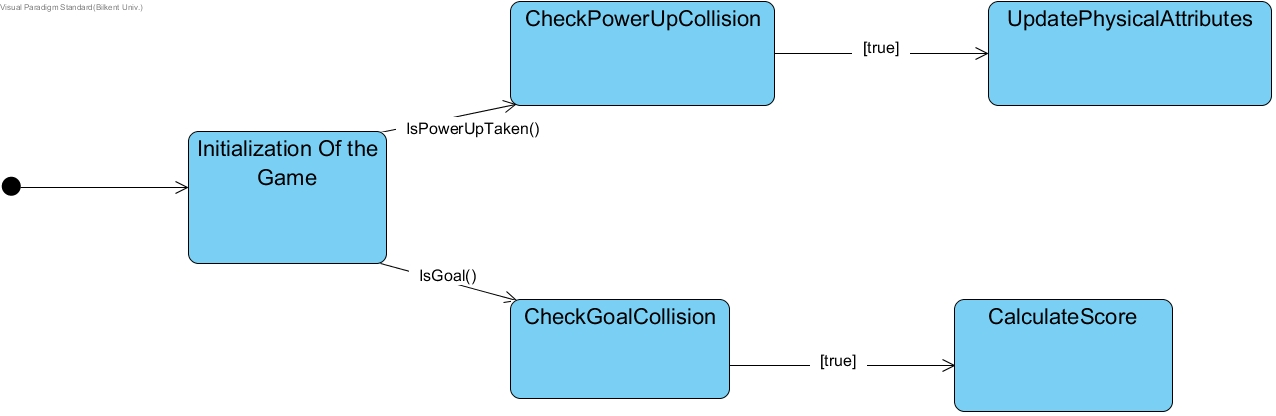 Visual Paradigm Standard(Bilkent Univ.)
CheckPowerUpCollision
[true]
UpdatePhysicalAttributes
IsPowerUpTaken()
Initialization Of the
Game
IsGoal()
CheckGoalCollision
[true]
CalculateScore